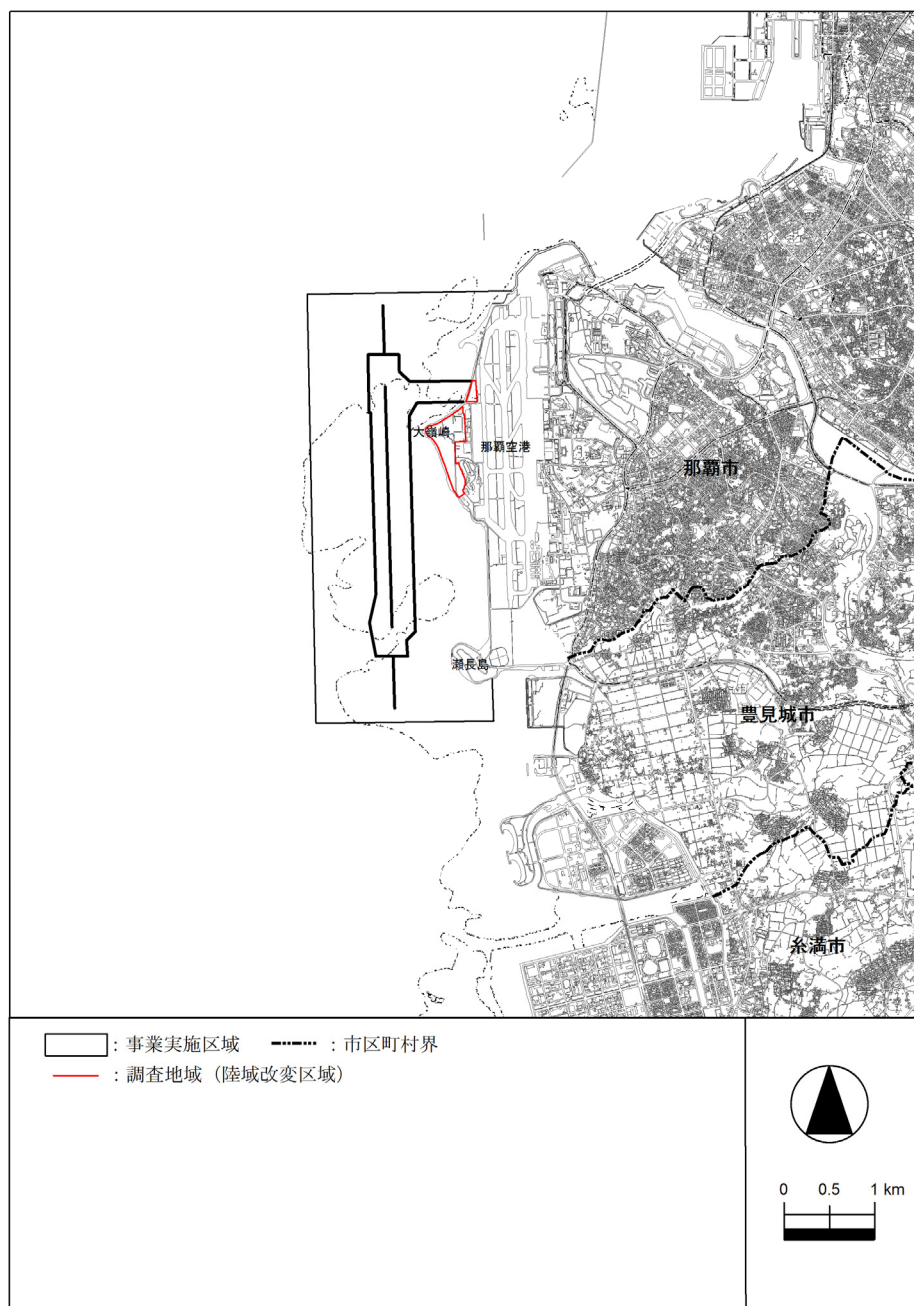 大嶺崎
那覇空港
那覇市
瀬長島
豊見城市
糸満市
：事業実施区域
：市区町村界
：調査地域（陸域改変区域）
0 0.5 1 km